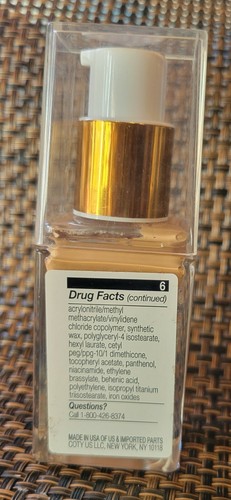 6
Drug Facts (continued)
acrylonitrile/methyl
methacrylate/vinylidene
chloride copolymer, synthetic
wax, polyglyceryl-4 isostearate,
hexyl laurate, cetyl
peg/ppg-10/1 dimethicone,
tocopheryl acetate, panthenol,
niacinamide, ethylene
brassylate, behenic acid,
polyethylene, isopropyl titanium
triisostearate, iron oxides
Questions?
Call 1-800-426-8374
MADE IN USA OF US & IMPORTED PARTS
COTY US LLC, NEW YORK, NY 10118